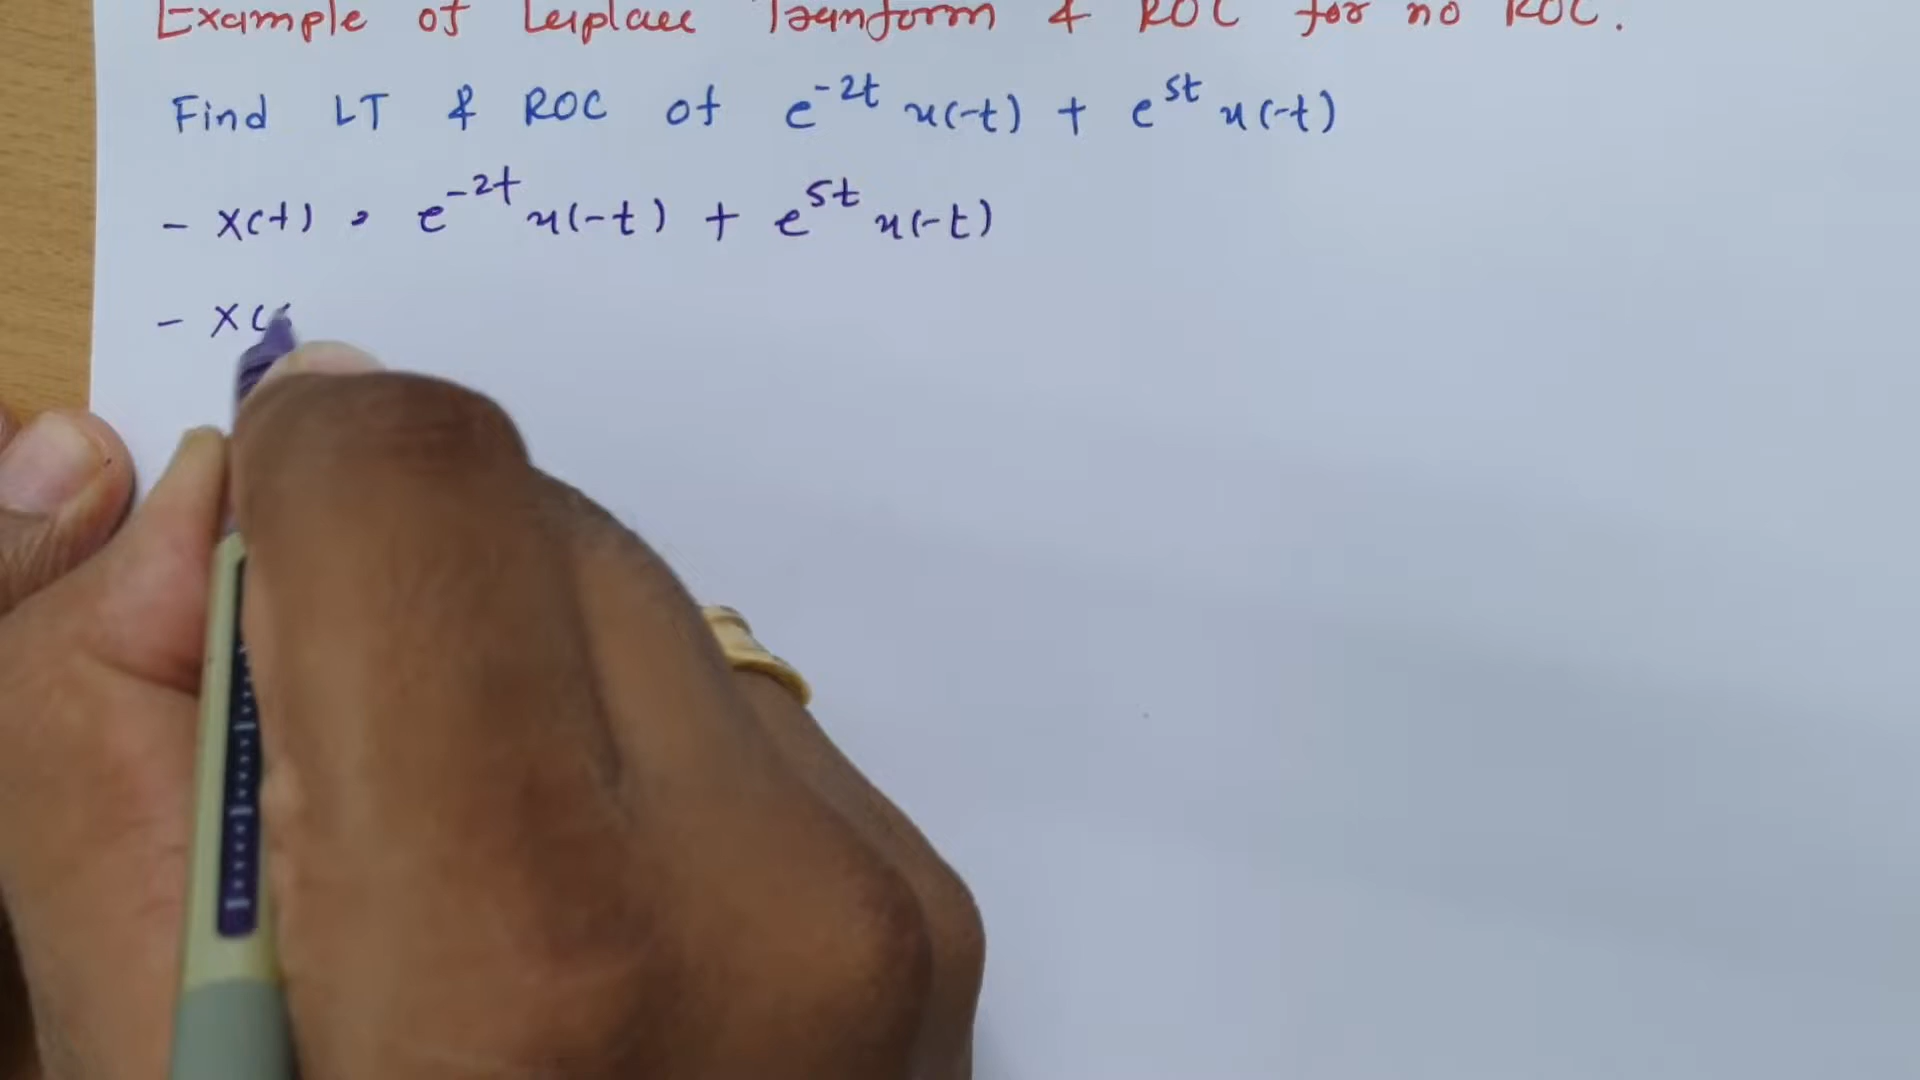 Example of Laplace Transform & ROC for no ROC.
Find LT & ROC of e^{-2t} u(-t) + e^{5t} u(-t)
- x(t) = e^{-2t} u(-t) + e^{5t} u(-t)
- X(